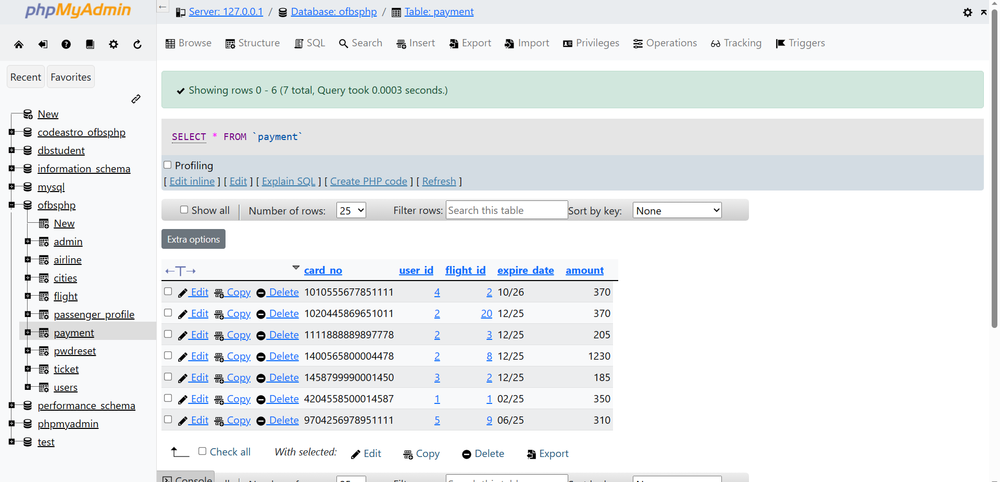 phpMyAdmin
Recent Favorites
New
codeastro_ofbsphp
dbstudent
information_schema
mysql
ofbsphp
New
admin
airline
cities
flight
passenger_profile
payment
pwdreset
ticket
users
performance_schema
phpmyadmin
test
← Server: 127.0.0.1 / Database: ofbsphp / Table: payment
Browse Structure SQL Search Insert Export Import Privileges Operations Tracking Triggers
Showing rows 0 - 6 (7 total, Query took 0.0003 seconds.)
SELECT * FROM `payment`
Profiling
[ Edit inline ] [ Edit ] [ Explain SQL ] [ Create PHP code ] [ Refresh ]
Show all Number of rows: 25 Filter rows: Search this table Sort by key: None
Extra options
←T→ card_no user_id flight_id expire_date amount
Edit Copy Delete 1010555677851111 4 2 10/26 370
Edit Copy Delete 1020445869651011 2 20 12/25 370
Edit Copy Delete 1111888889897778 2 3 12/25 205
Edit Copy Delete 1400565800004478 2 8 12/25 1230
Edit Copy Delete 1458799990001450 3 2 12/25 185
Edit Copy Delete 4204558500014587 1 1 02/25 350
Edit Copy Delete 9704256978951111 5 9 06/25 310
Check all With selected: Edit Copy Delete Export
Console